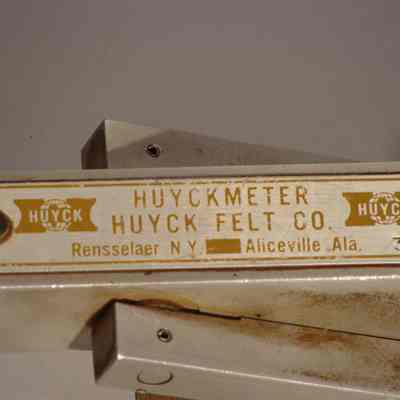 HUYCK
HUYCKMETER
HUYCK FELT CO.
Rensselaer N.Y. Aliceville Ala.
HUYCK